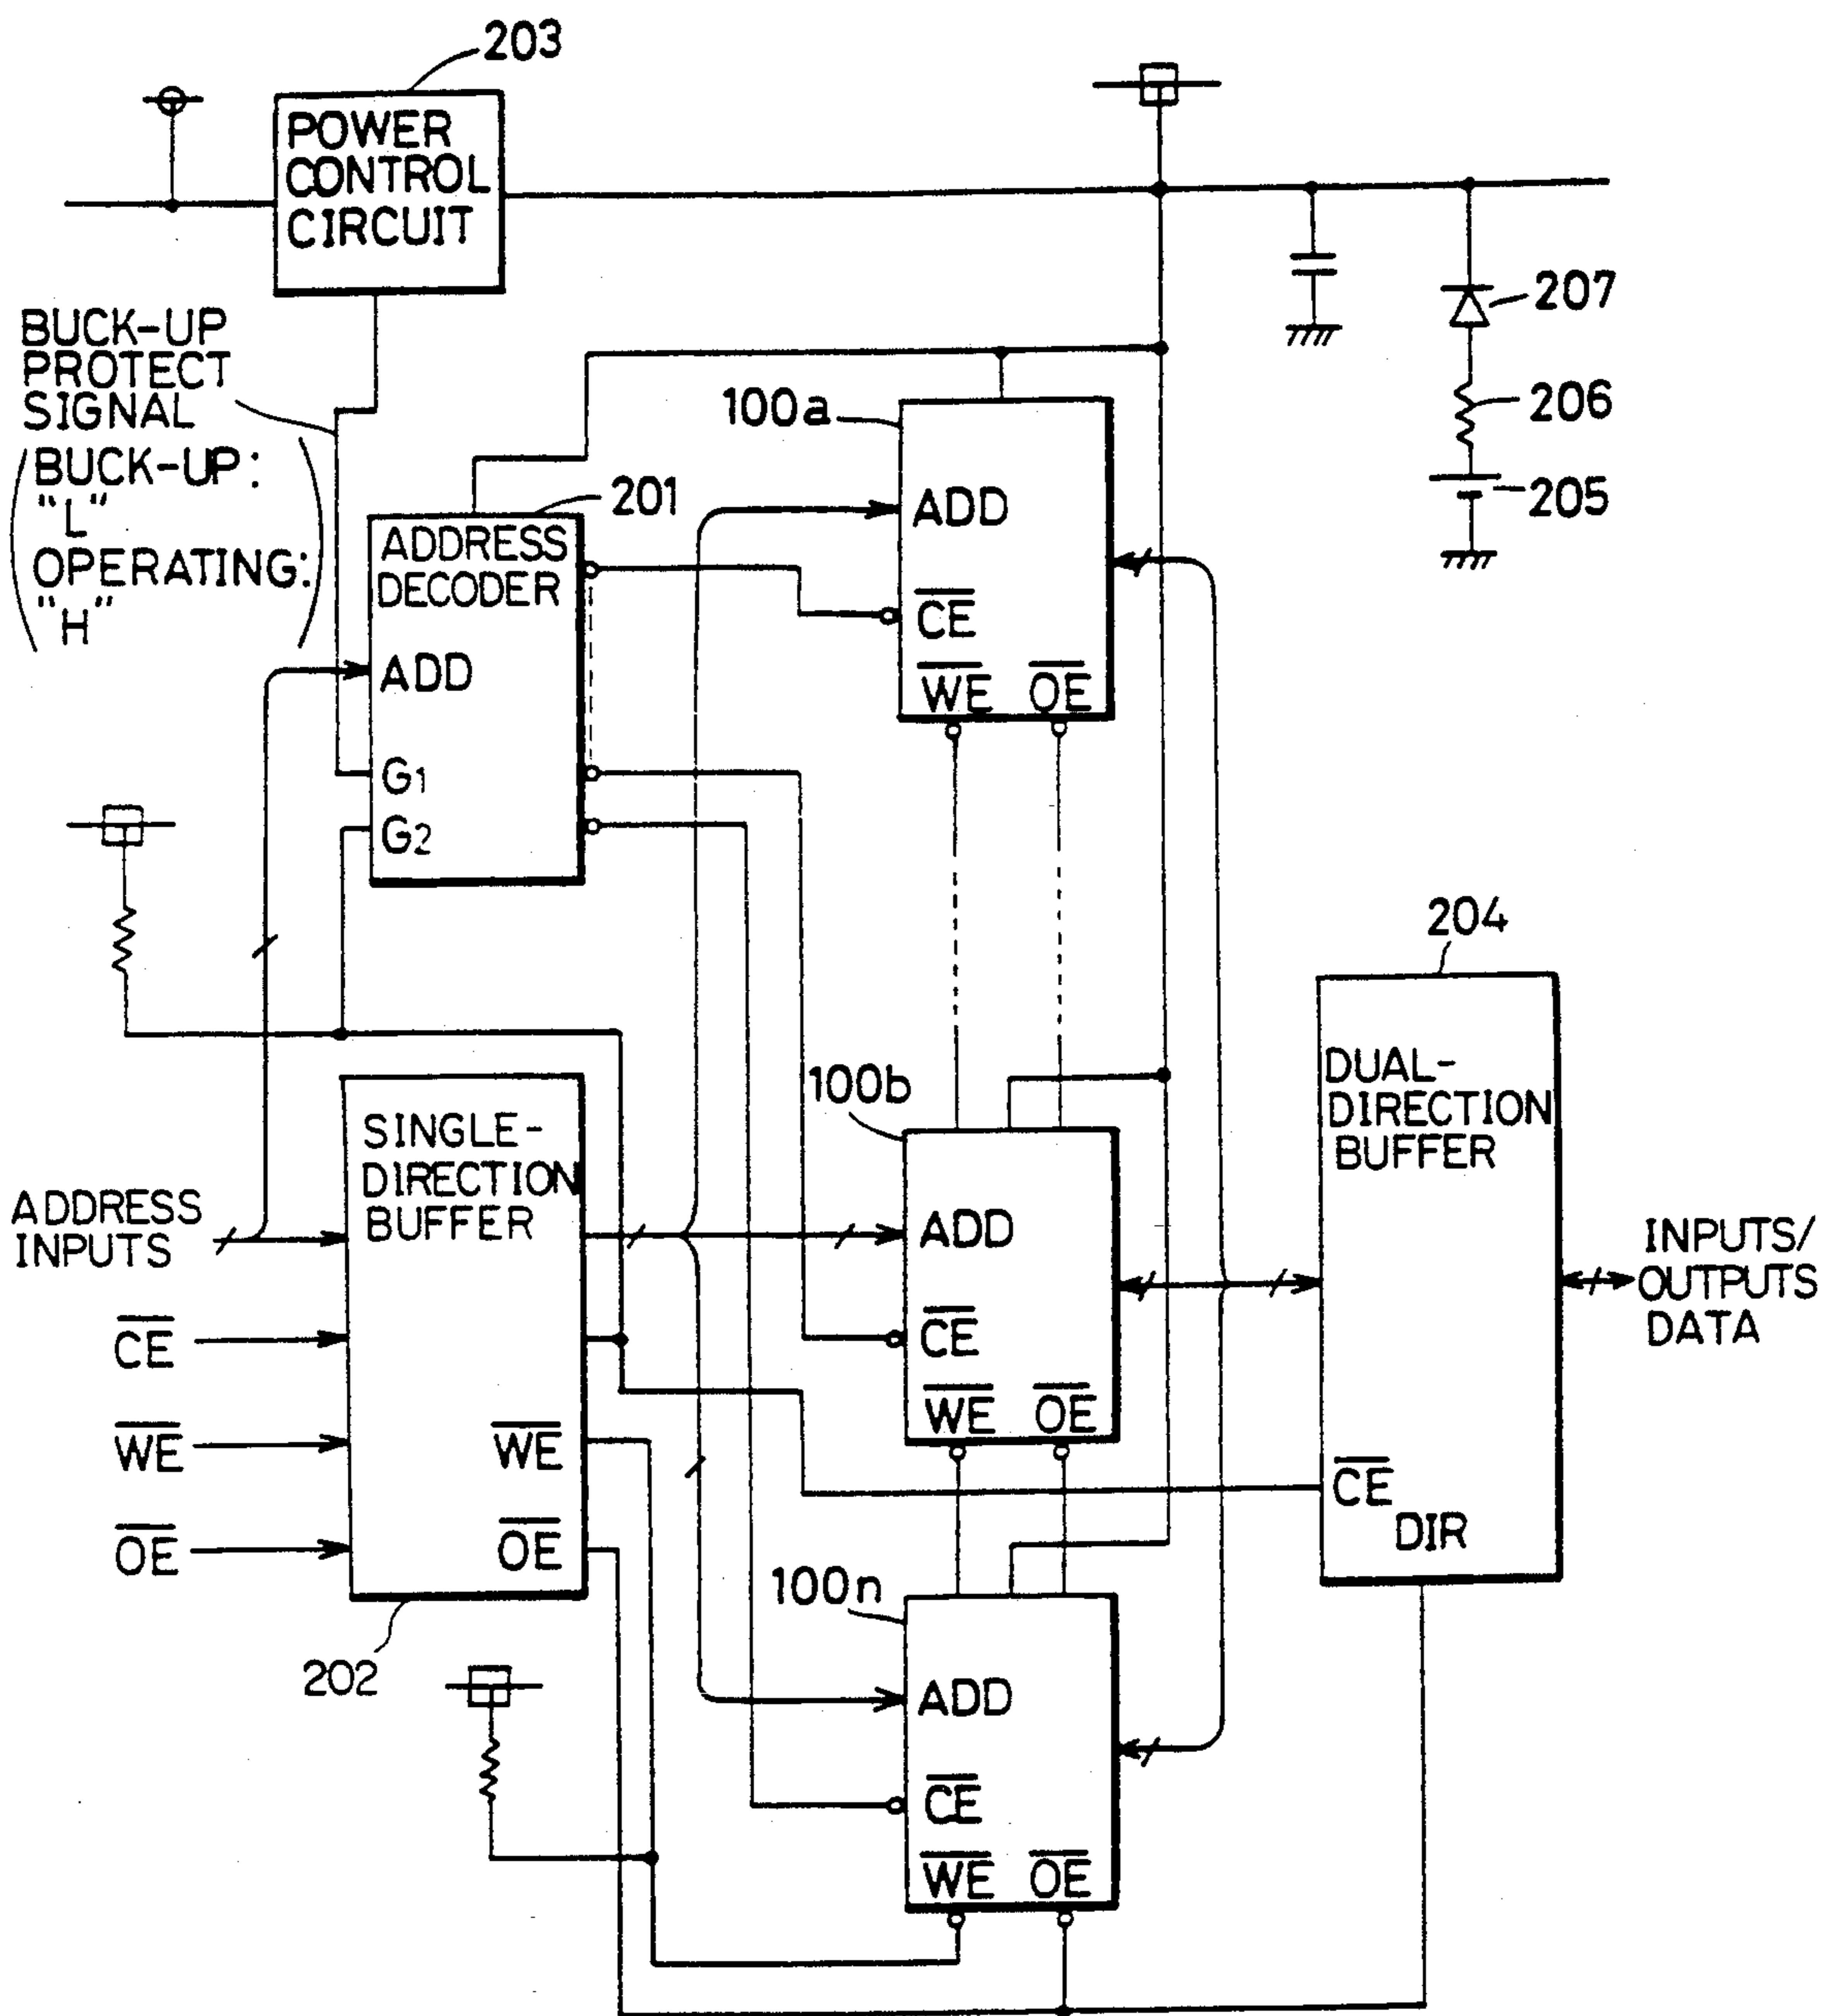 203
POWER
CONTROL
CIRCUIT
BUCK-UP
PROTECT
SIGNAL
BUCK-UP:
"L"
OPERATING:
"H"
207
206
205
100a
ADD
CE
WE OE
201
ADDRESS
DECODER
ADD
G1
G2
204
DUAL-
DIRECTION
BUFFER
CE
DIR
INPUTS/
OUTPUTS
DATA
100b
ADD
CE
WE OE
SINGLE-
DIRECTION
BUFFER
WE
OE
ADDRESS
INPUTS
CE
WE
OE
202
100n
ADD
CE
WE OE